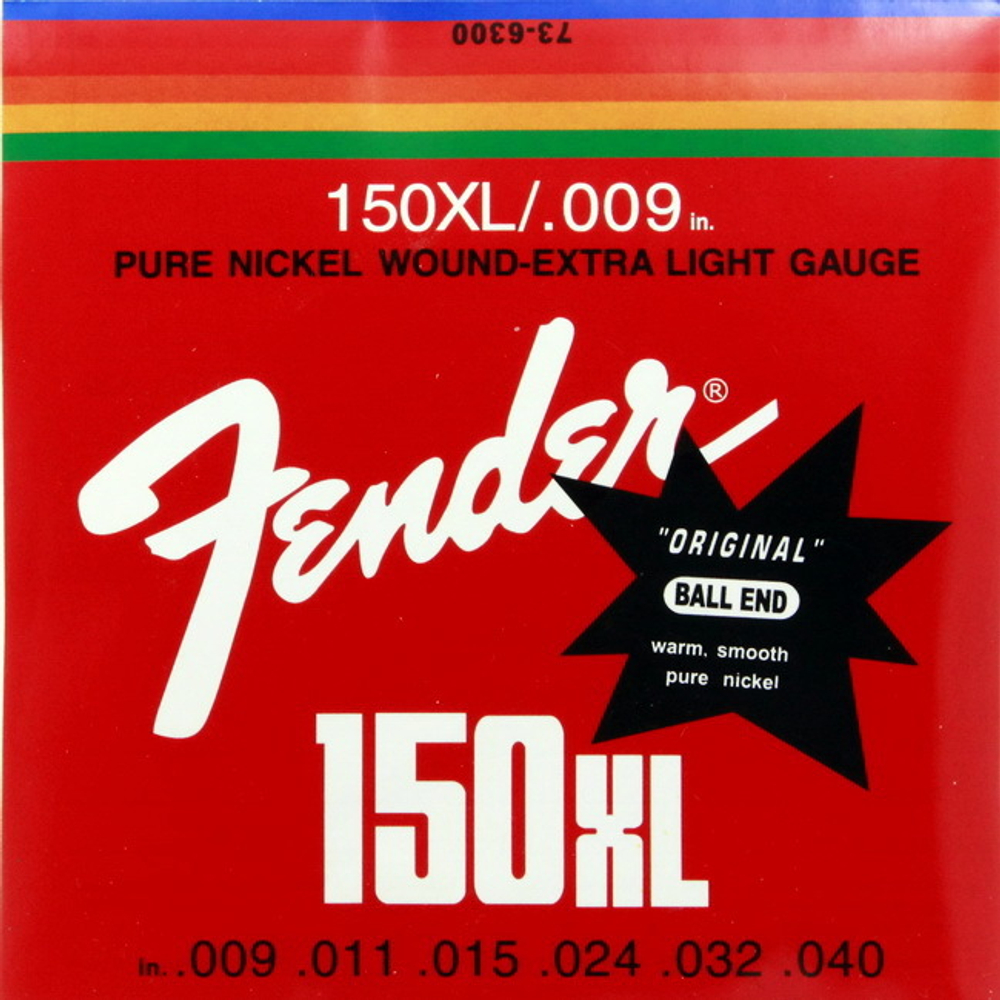 73-6300
150XL/.009 in.
PURE NICKEL WOUND-EXTRA LIGHT GAUGE
Fender®
"ORIGINAL"
BALL END
warm, smooth
pure nickel
150XL
in. .009 .011 .015 .024 .032 .040